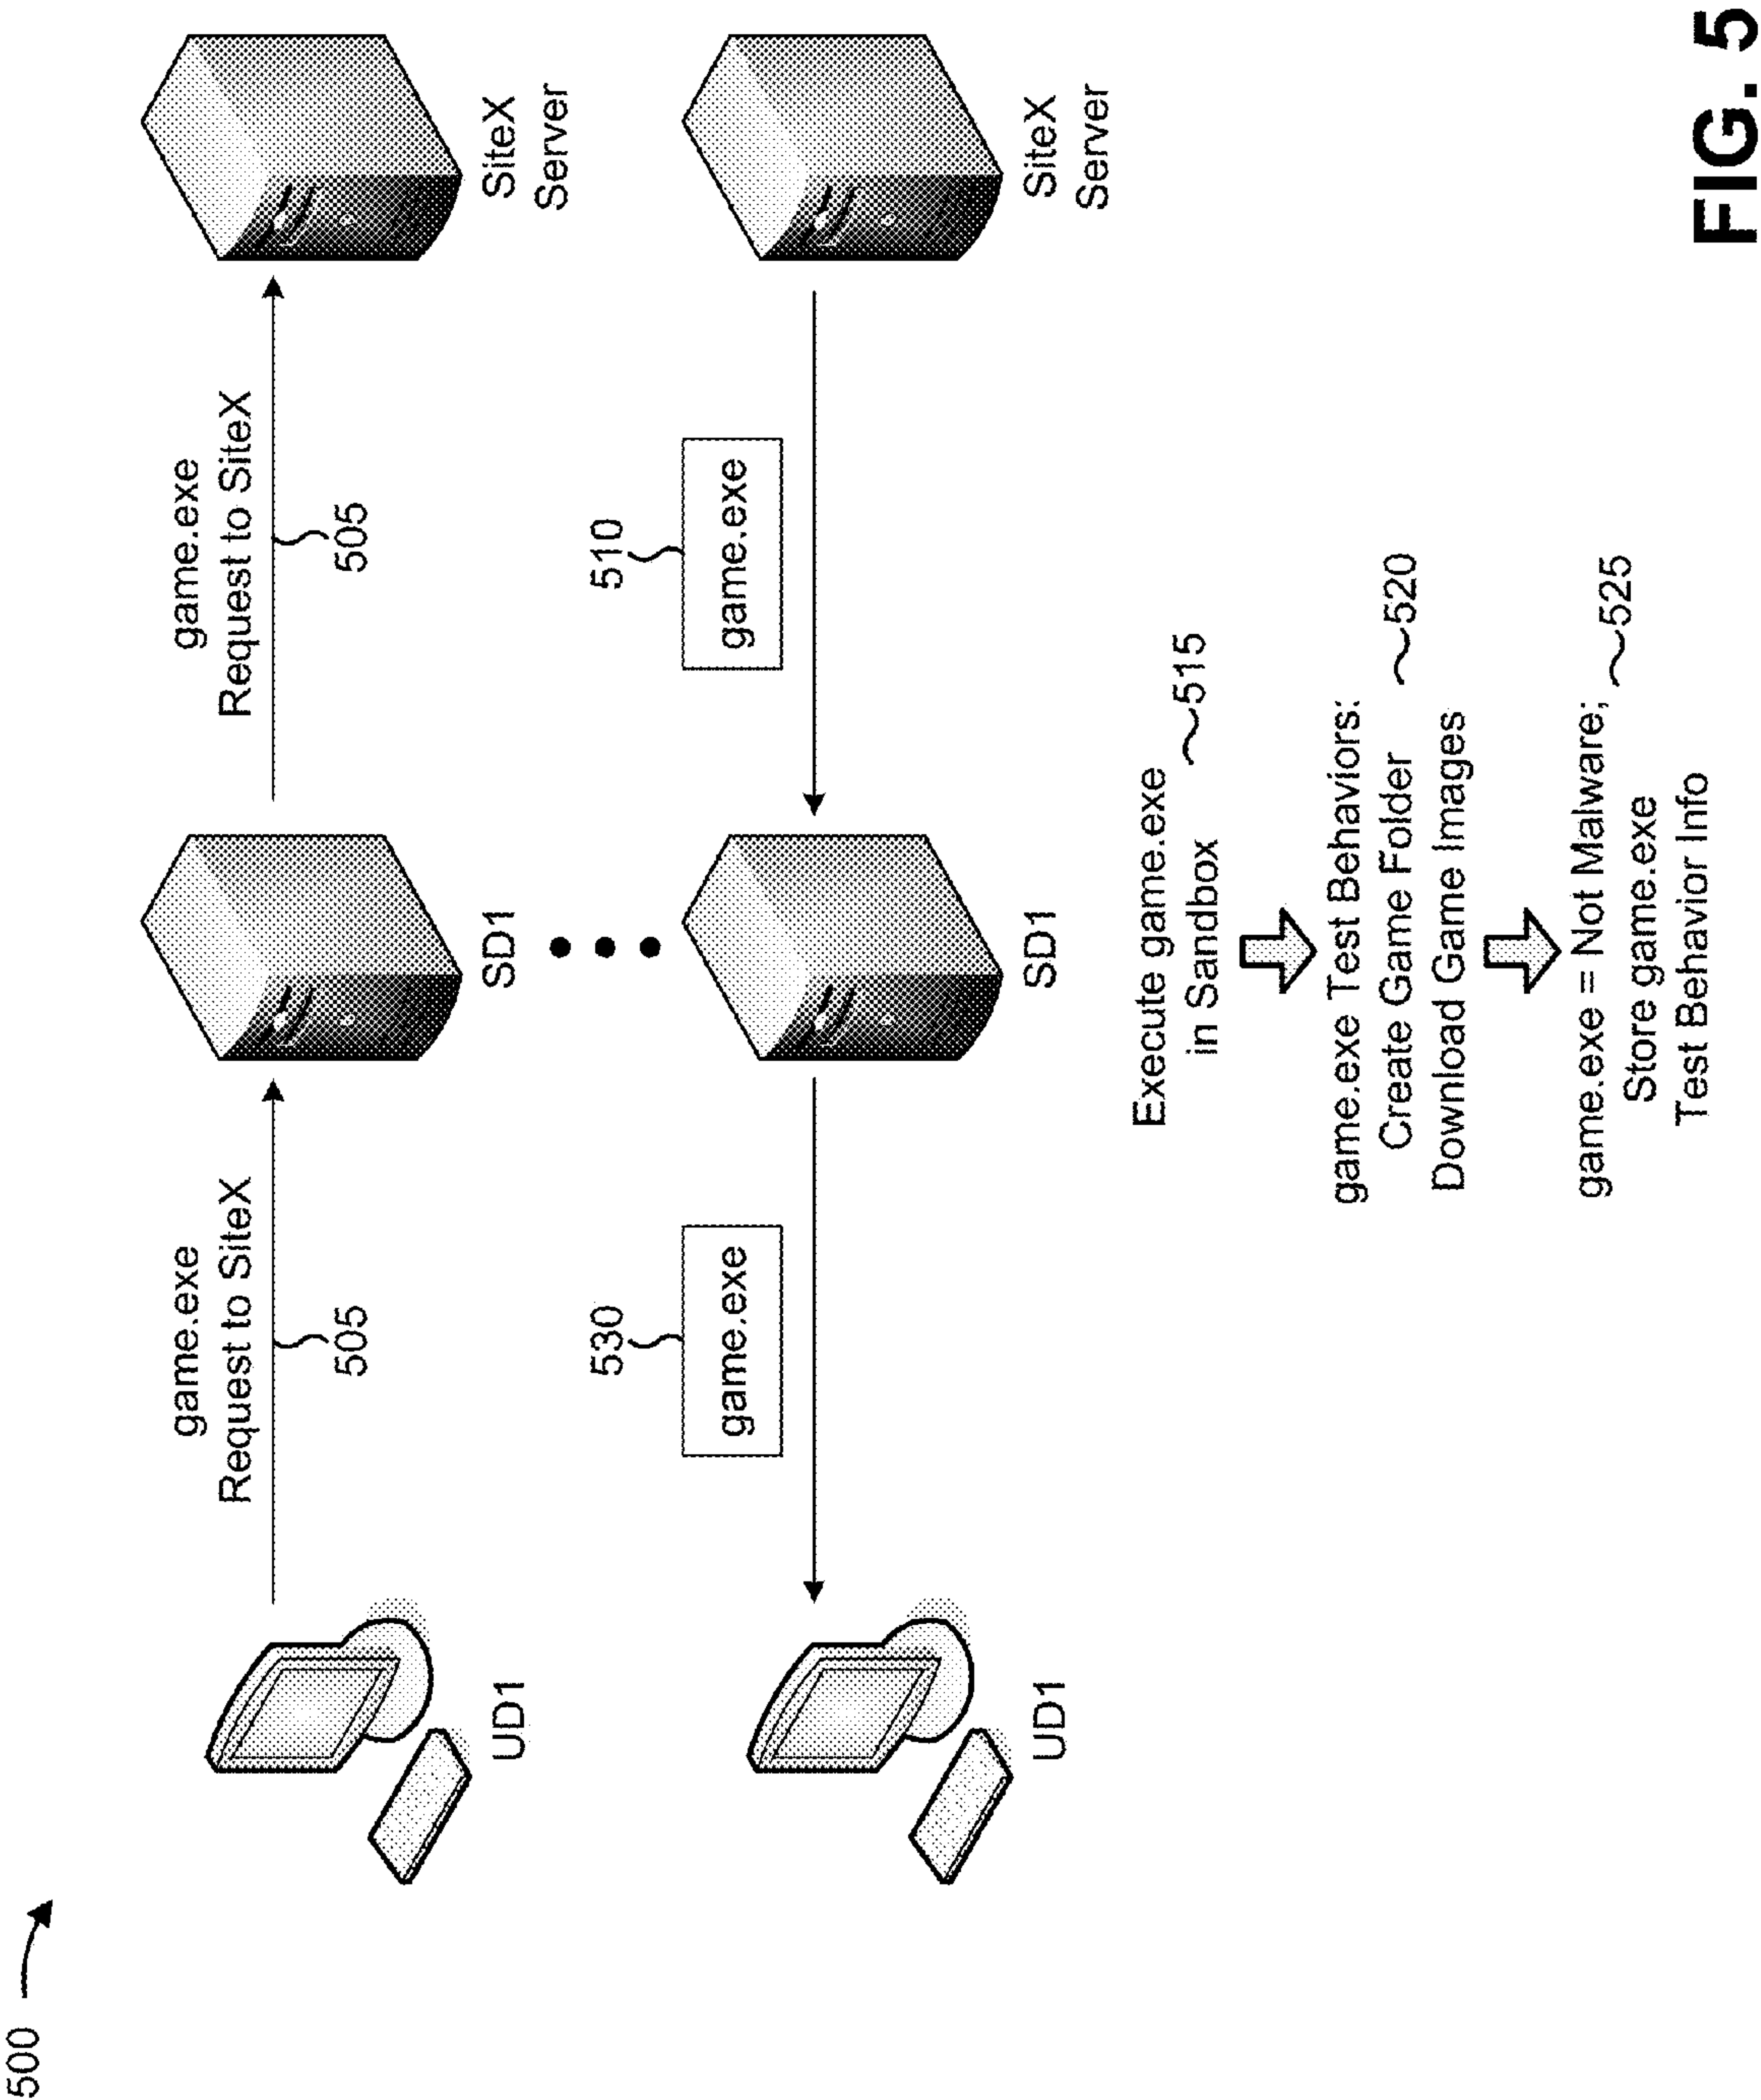 500
game.exe
Request to SiteX
505
game.exe
Request to SiteX
505
UD1
SD1
SiteX
Server
530
game.exe
510
game.exe
UD1
SD1
SiteX
Server
Execute game.exe
in Sandbox
515
game.exe Test Behaviors:
Create Game Folder
Download Game Images
520
game.exe = Not Malware;
Store game.exe
Test Behavior Info
525
FIG. 5